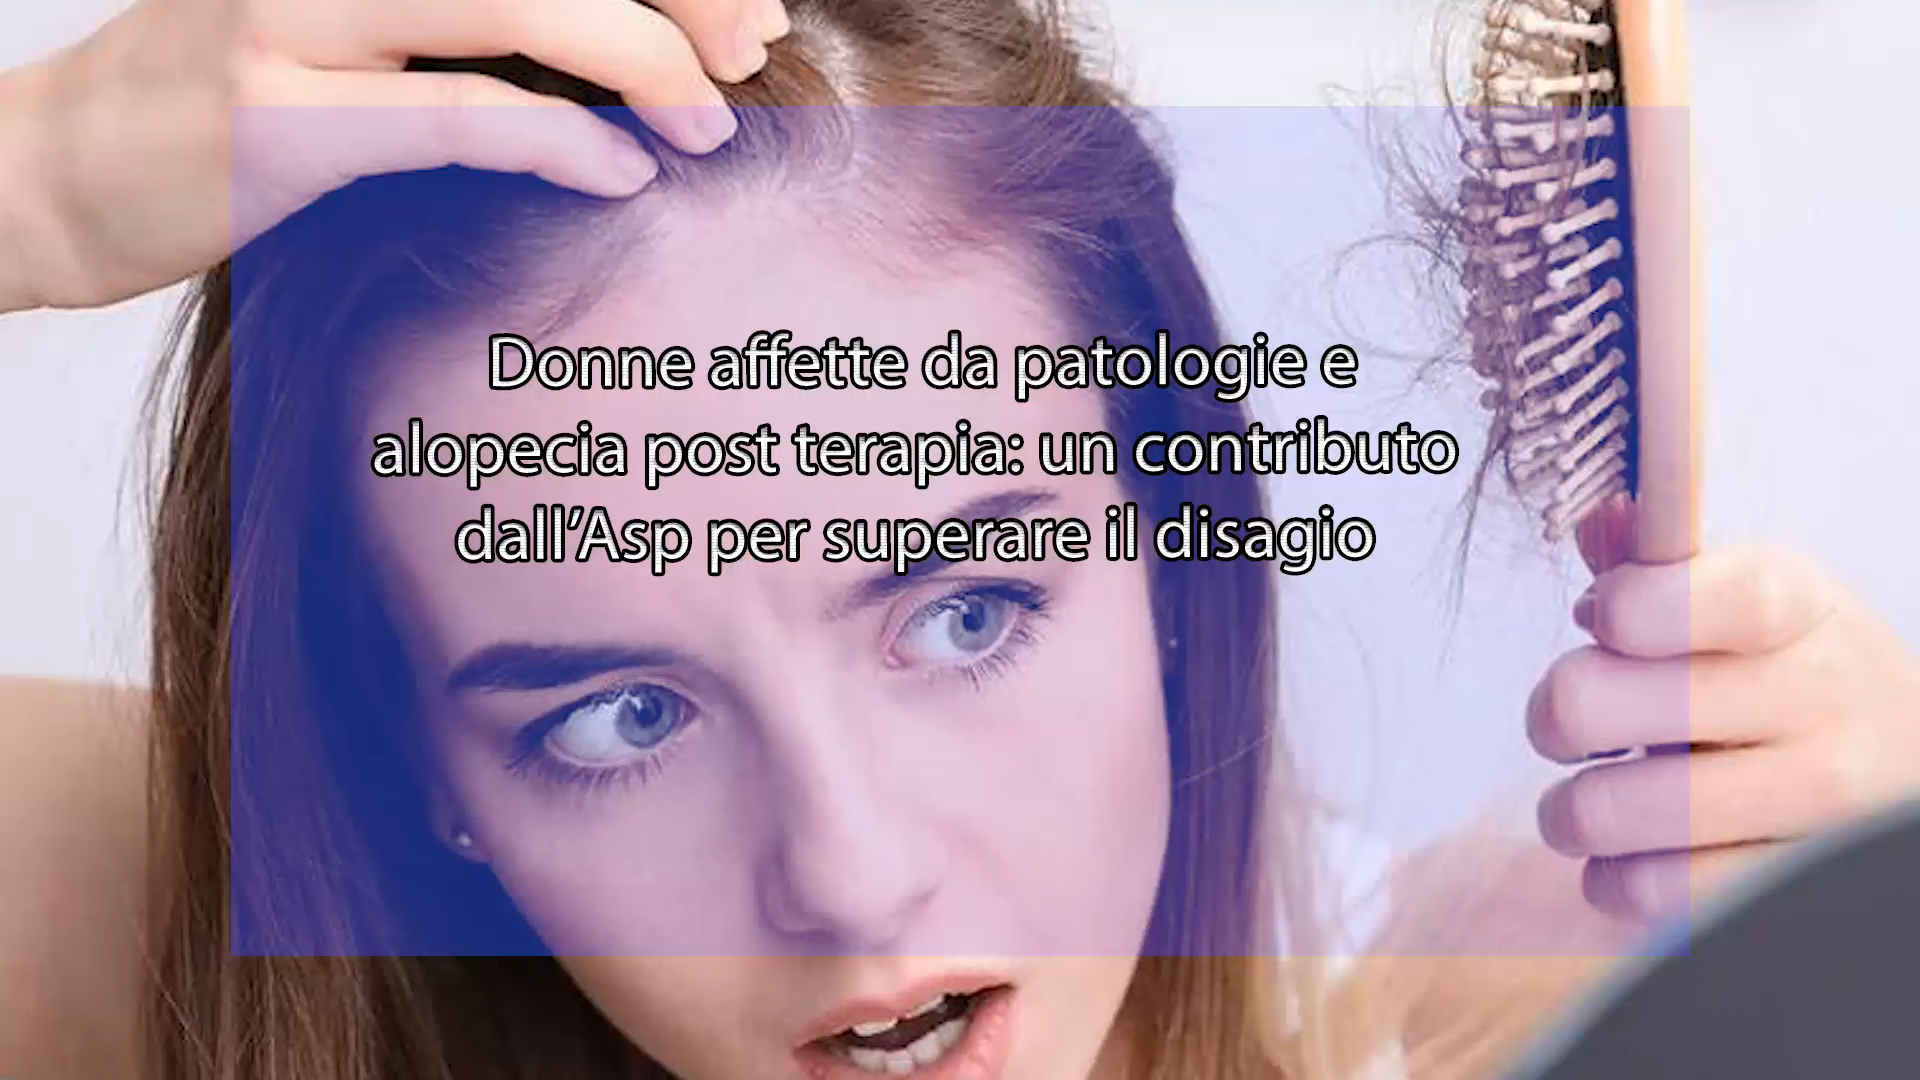 Donne affette da patologie e
alopecia post terapia: un contributo
dall’Asp per superare il disagio